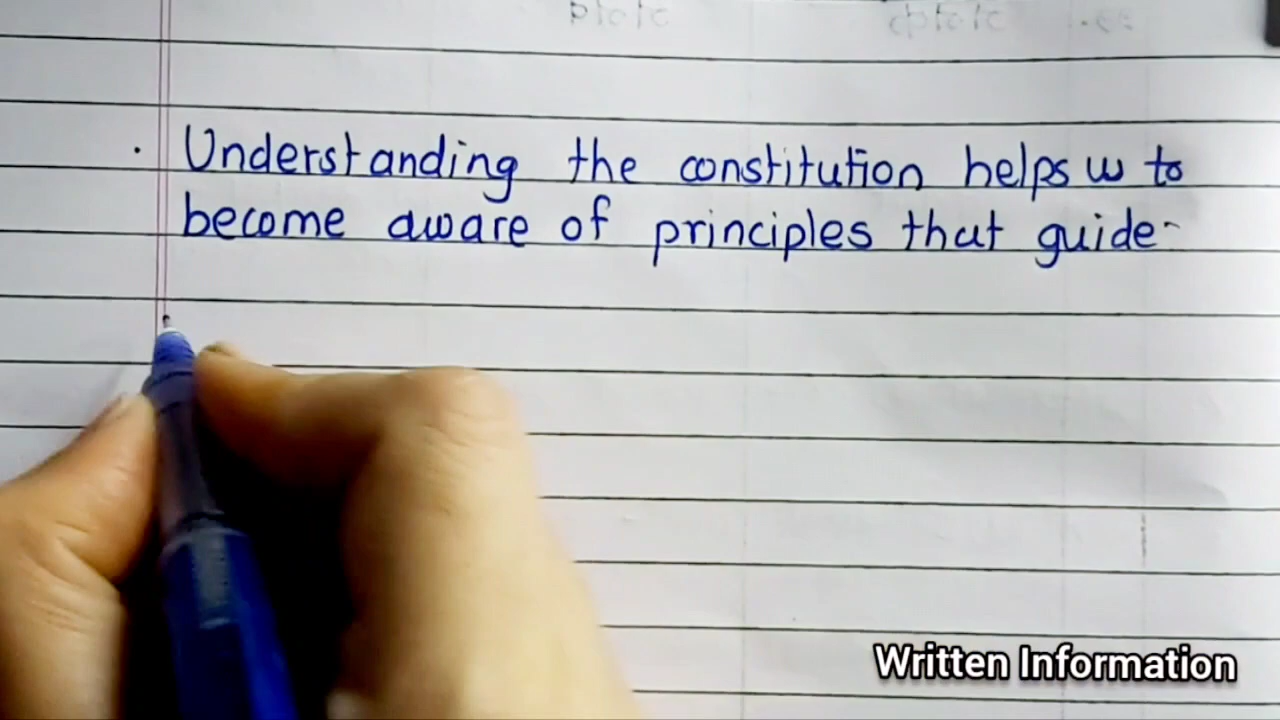 . Understanding the constitution helps us to
become aware of principles that guide-
Written Information